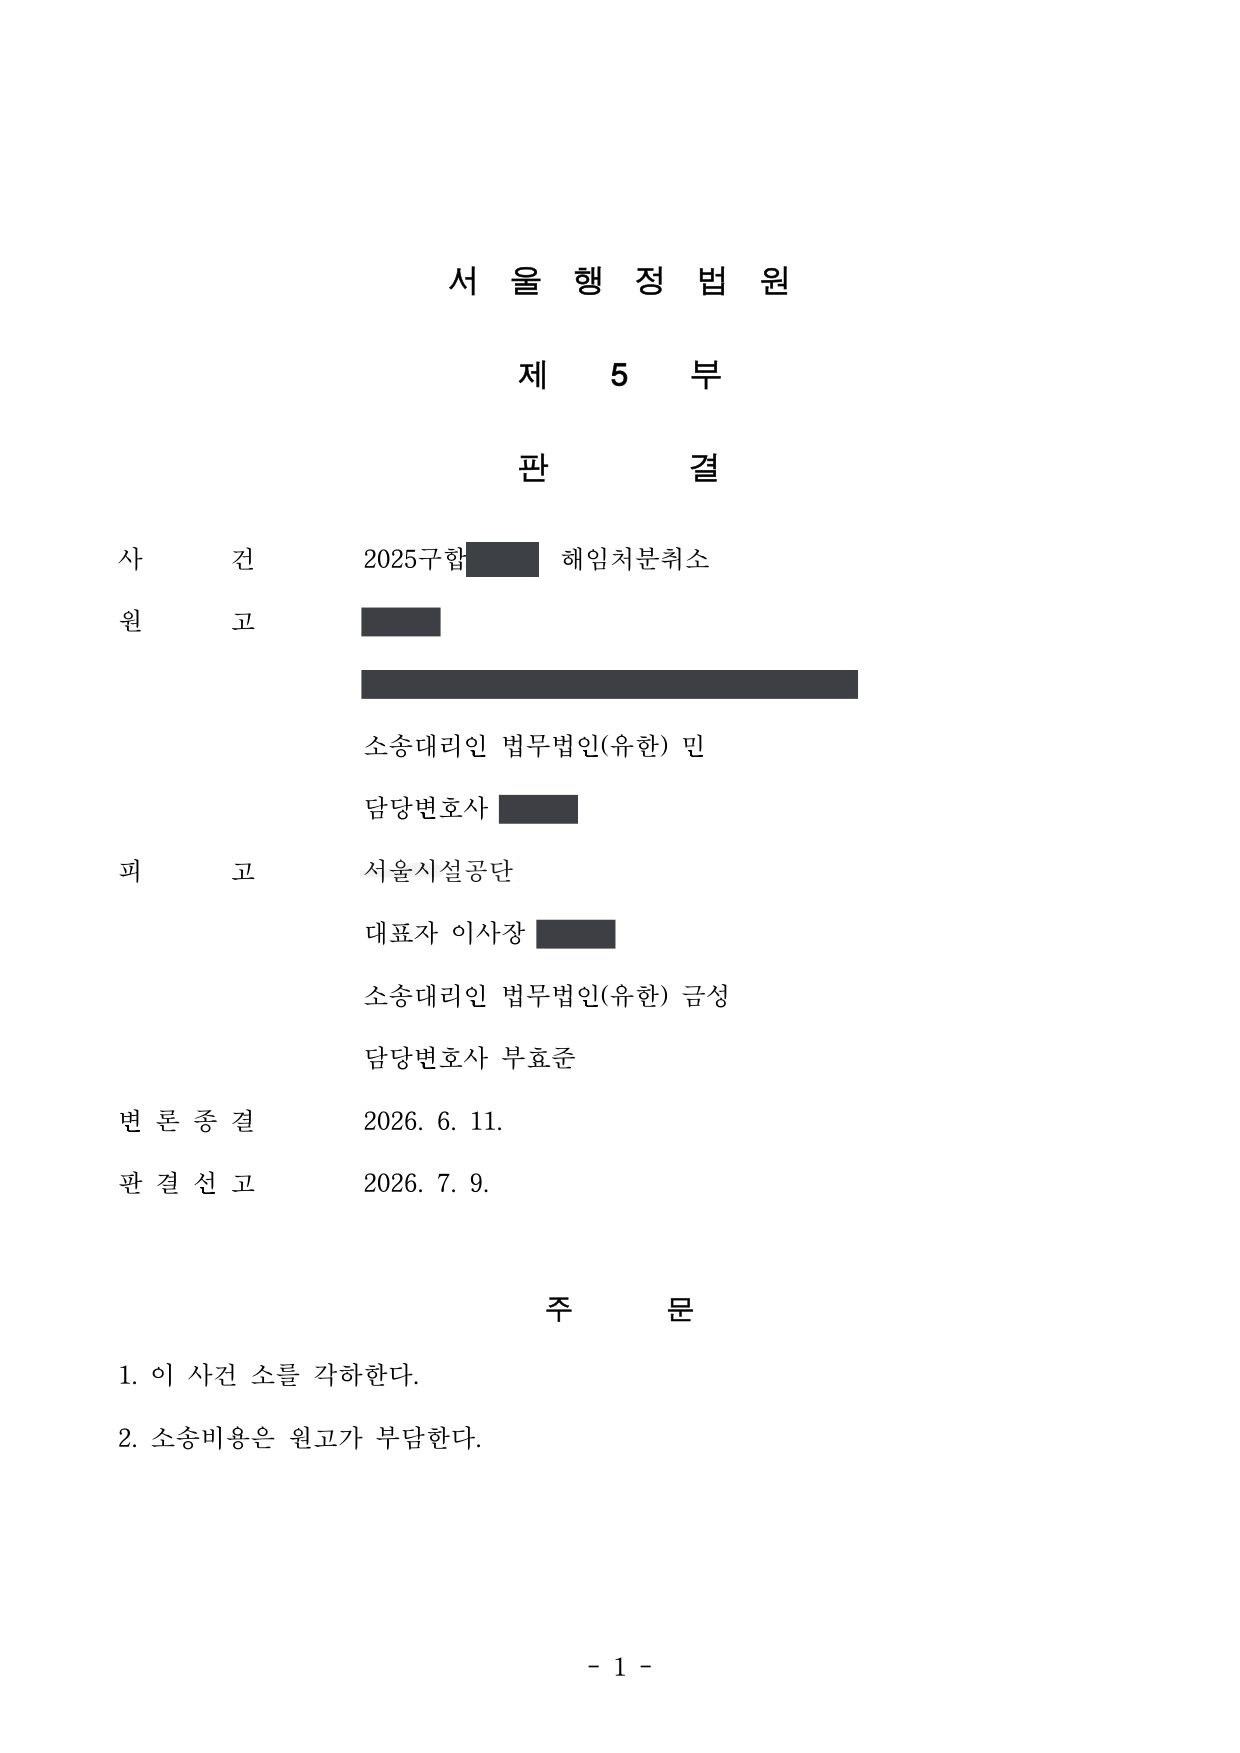 서 울 행 정 법 원
제 5 부
판 결
사 건 2025구합 해임처분취소
원 고
소송대리인 법무법인(유한) 민
담당변호사
피 고 서울시설공단
대표자 이사장
소송대리인 법무법인(유한) 금성
담당변호사 부효준
변 론 종 결 2026. 6. 11.
판 결 선 고 2026. 7. 9.
주 문
1. 이 사건 소를 각하한다.
2. 소송비용은 원고가 부담한다.
- 1 -